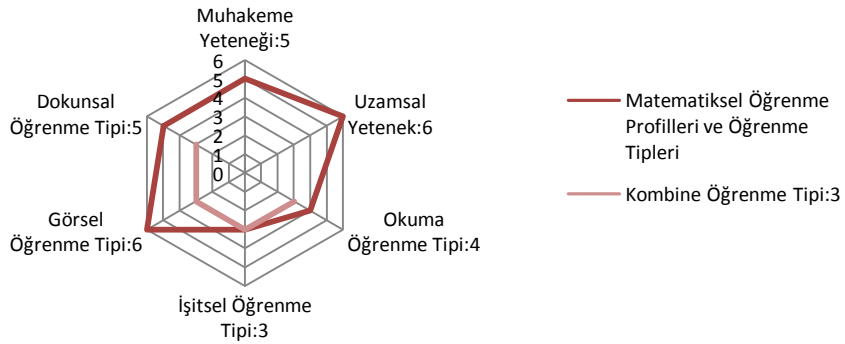 Muhakeme
Yeteneği:5
Uzamsal
Yetenek:6
Okuma
Öğrenme Tipi:4
İşitsel Öğrenme
Tipi:3
Görsel
Öğrenme Tipi:6
Dokunsal
Öğrenme Tipi:5
6
5
4
3
2
1
0
Matematiksel Öğrenme
Profilleri ve Öğrenme
Tipleri
Kombine Öğrenme Tipi:3